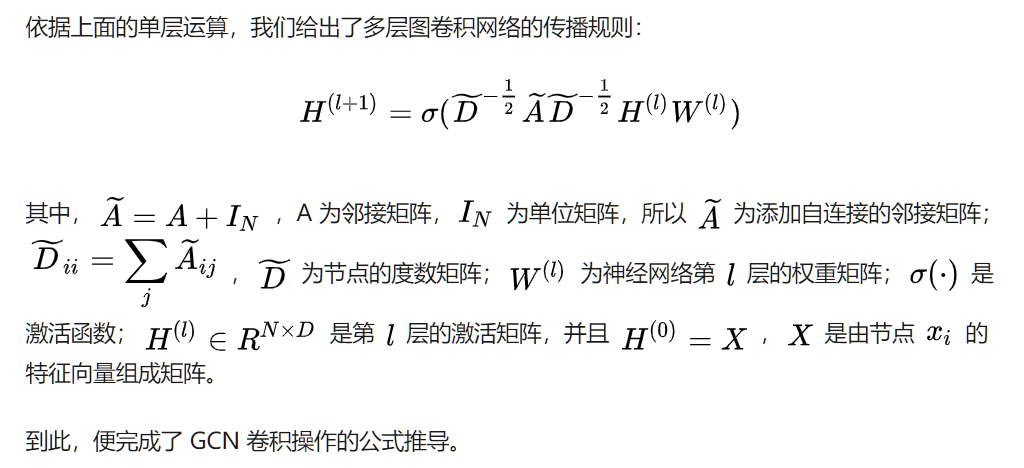 依据上面的单层运算，我们给出了多层图卷积网络的传播规则：
$H^{(l+1)} = \sigma(\widetilde{D}^{-\frac{1}{2}} \widetilde{A} \widetilde{D}^{-\frac{1}{2}} H^{(l)} W^{(l)})$
其中， $\widetilde{A} = A + I_N$ ，A 为邻接矩阵， $I_N$ 为单位矩阵，所以 $\widetilde{A}$ 为添加自连接的邻接矩阵；
$\widetilde{D}_{ii} = \sum_j \widetilde{A}_{ij}$ ， $\widetilde{D}$ 为节点的度数矩阵； $W^{(l)}$ 为神经网络第 $l$ 层的权重矩阵； $\sigma(\cdot)$ 是
激活函数； $H^{(l)} \in R^{N \times D}$ 是第 $l$ 层的激活矩阵，并且 $H^{(0)} = X$ ， $X$ 是由节点 $x_i$ 的
特征向量组成矩阵。
到此，便完成了 GCN 卷积操作的公式推导。